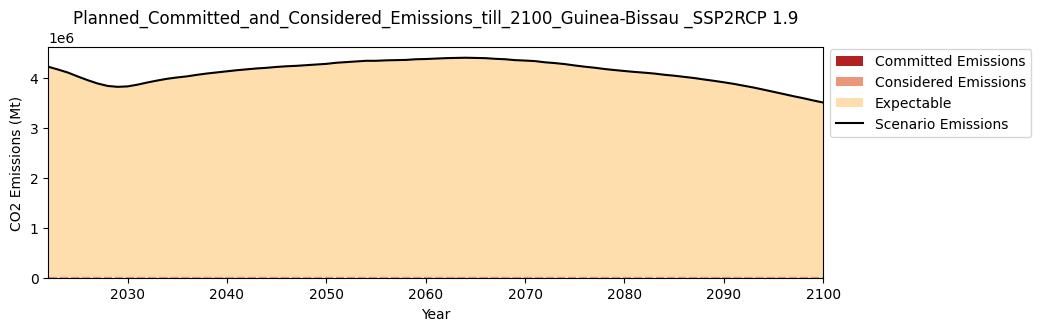 Planned_Committed_and_Considered_Emissions_till_2100_Guinea-Bissau _SSP2RCP 1.9
1e6
4
3
2
1
0
CO2 Emissions (Mt)
2030 2040 2050 2060 2070 2080 2090 2100
Year
Committed Emissions
Considered Emissions
Expectable
Scenario Emissions